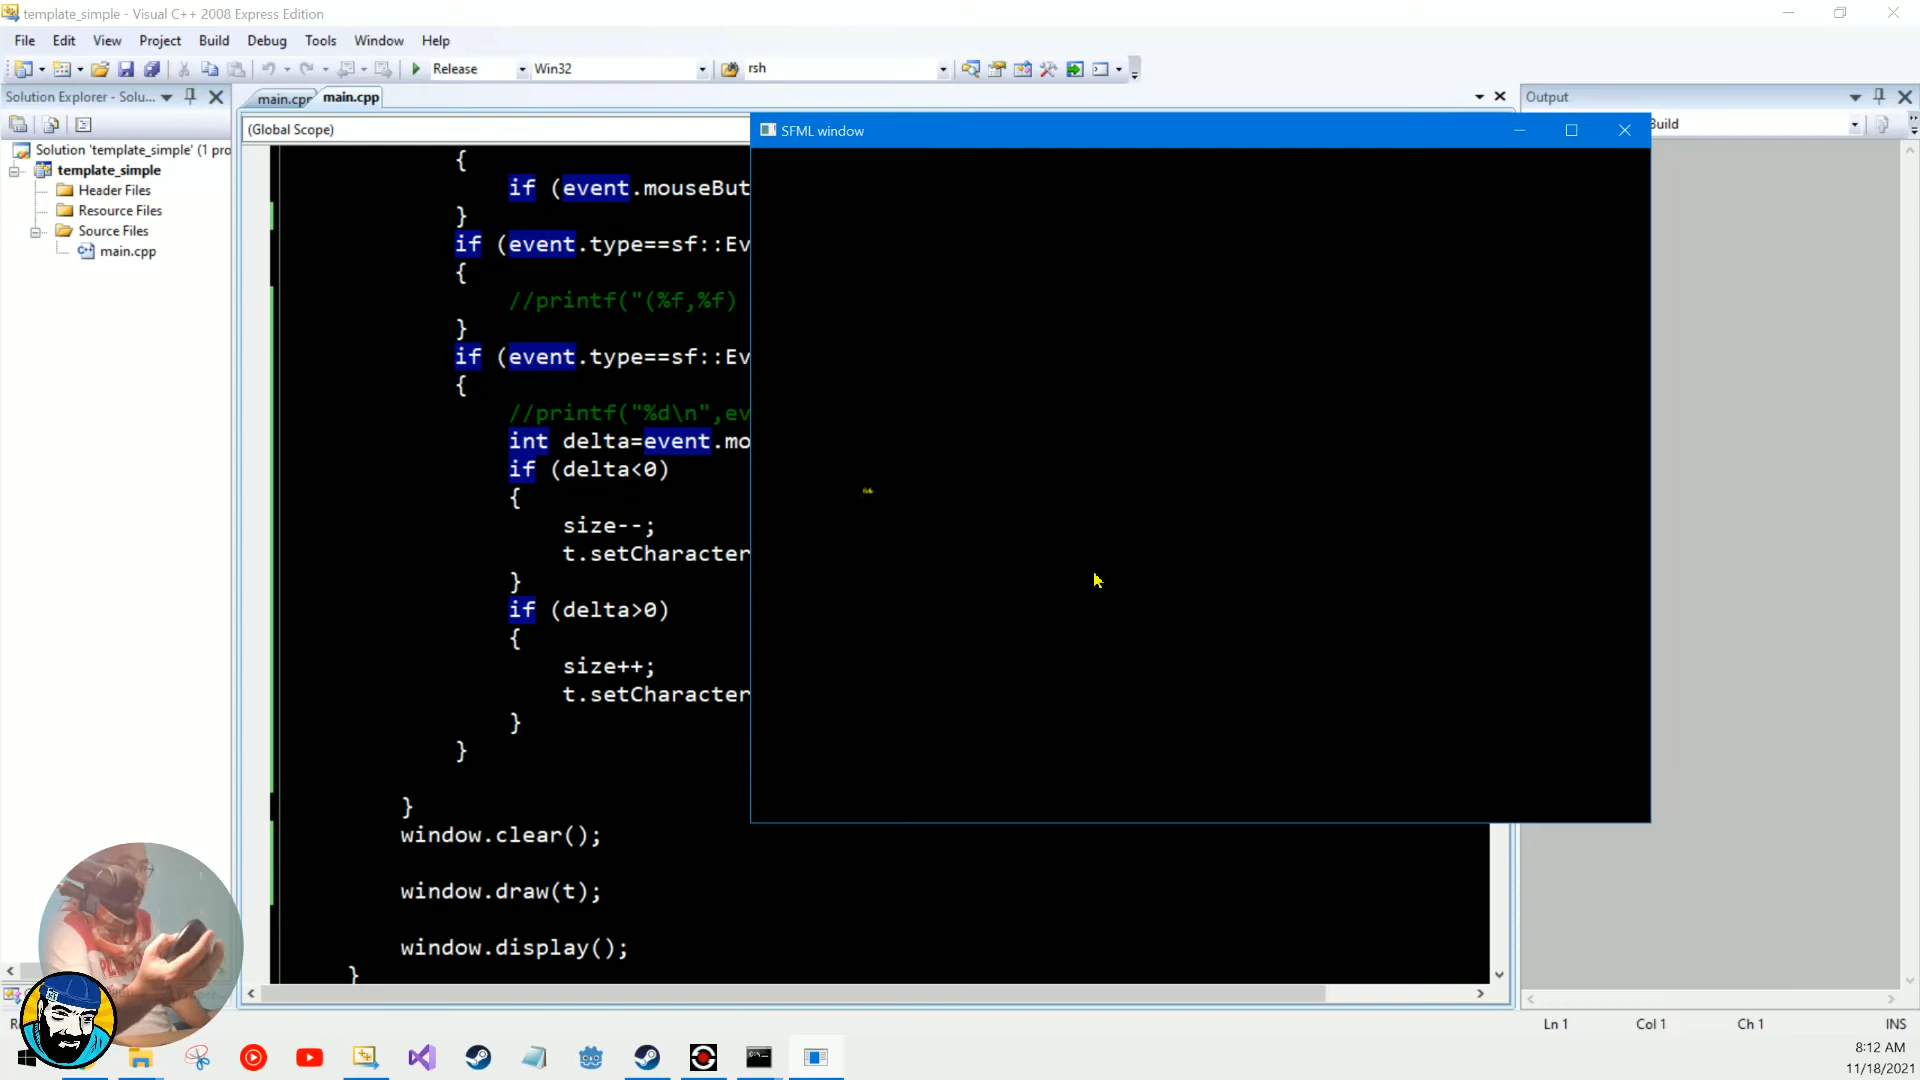 template_simple - Visual C++ 2008 Express Edition
File Edit View Project Build Debug Tools Window Help
Release Win32 rsh
Solution Explorer - Solu...
main.cpp main.cpp
Output
(Global Scope)
SFML window
Build
Solution 'template_simple' (1 pro
template_simple
Header Files
Resource Files
Source Files
main.cpp
{
if (event.mouseBut
}
if (event.type==sf::Ev
{
//printf("(%f,%f)
}
if (event.type==sf::Ev
{
//printf("%d\n",ev
int delta=event.mo
if (delta<0)
{
size--;
t.setCharacter
}
if (delta>0)
{
size++;
t.setCharacter
}
}
}
window.clear();
window.draw(t);
window.display();
}
Ln 1 Col 1 Ch 1 INS
8:12 AM
11/18/2021